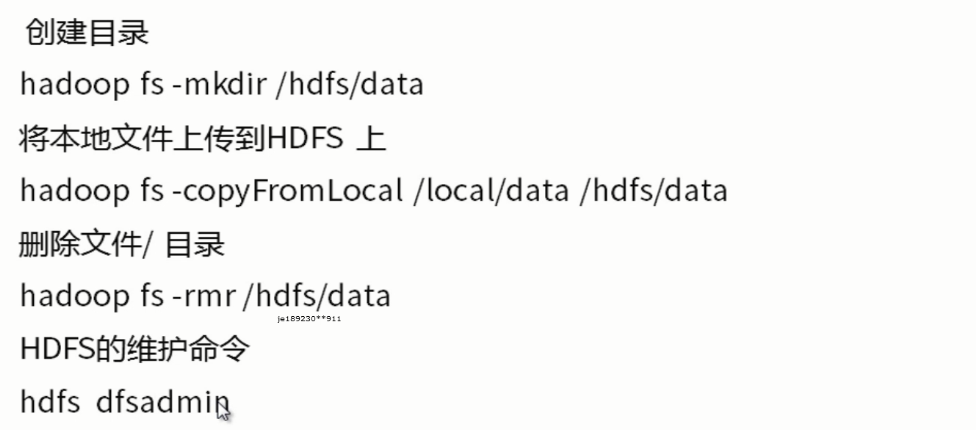 创建目录
hadoop fs -mkdir /hdfs/data
将本地文件上传到HDFS 上
hadoop fs -copyFromLocal /local/data /hdfs/data
删除文件/ 目录
hadoop fs -rmr /hdfs/data
je189230**911
HDFS的维护命令
hdfs dfsadmin